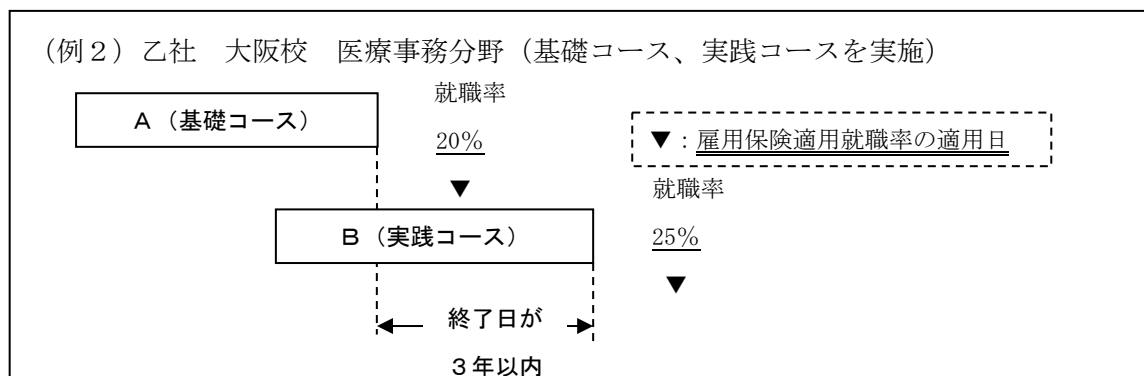 (例2)乙社 大阪校 医療事務分野(基礎コース、実践コースを実施)
A(基礎コース)
就職率
20%
▼
▼:雇用保険適用就職率の適用日
B(実践コース)
就職率
25%
▼
終了日が
3年以内